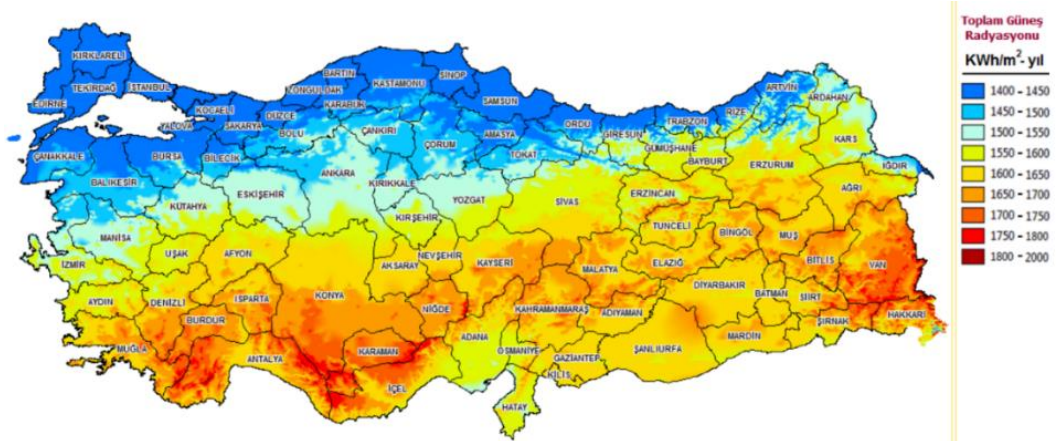 Toplam Güneş
Radyasyonu
KWh/m²- yıl
1400 - 1450
1450 - 1500
1500 - 1550
1550 - 1600
1600 - 1650
1650 - 1700
1700 - 1750
1750 - 1800
1800 - 2000
KIRKLARELİ
EDİRNE
TEKİRDAĞ
İSTANBUL
KOCAELİ
YALOVA
SAKARYA
DÜZCE
ZONGULDAK
BARTIN
KARABÜK
KASTAMONU
SİNOP
SAMSUN
ORDU
GİRESUN
TRABZON
RİZE
ARTVİN
ARDAHAN
ÇANAKKALE
BALIKESİR
BURSA
BİLECİK
BOLU
ÇANKIRI
ÇORUM
AMASYA
TOKAT
GÜMÜŞHANE
BAYBURT
ERZURUM
KARS
IĞDIR
AĞRI
KÜTAHYA
ESKİŞEHİR
ANKARA
KIRIKKALE
YOZGAT
SİVAS
ERZİNCAN
MANİSA
UŞAK
AFYON
KIRŞEHİR
NEVŞEHİR
AKSARAY
KAYSERİ
MALATYA
TUNCELİ
ELAZIĞ
BİNGÖL
MUŞ
BİTLİS
VAN
İZMİR
AYDIN
DENİZLİ
ISPARTA
BURDUR
KONYA
NİĞDE
KAHRAMANMARAŞ
ADIYAMAN
DİYARBAKIR
BATMAN
SİİRT
ŞIRNAK
HAKKARİ
MUĞLA
ANTALYA
KARAMAN
İÇEL
ADANA
OSMANİYE
GAZİANTEP
KİLİS
ŞANLIURFA
MARDİN
HATAY